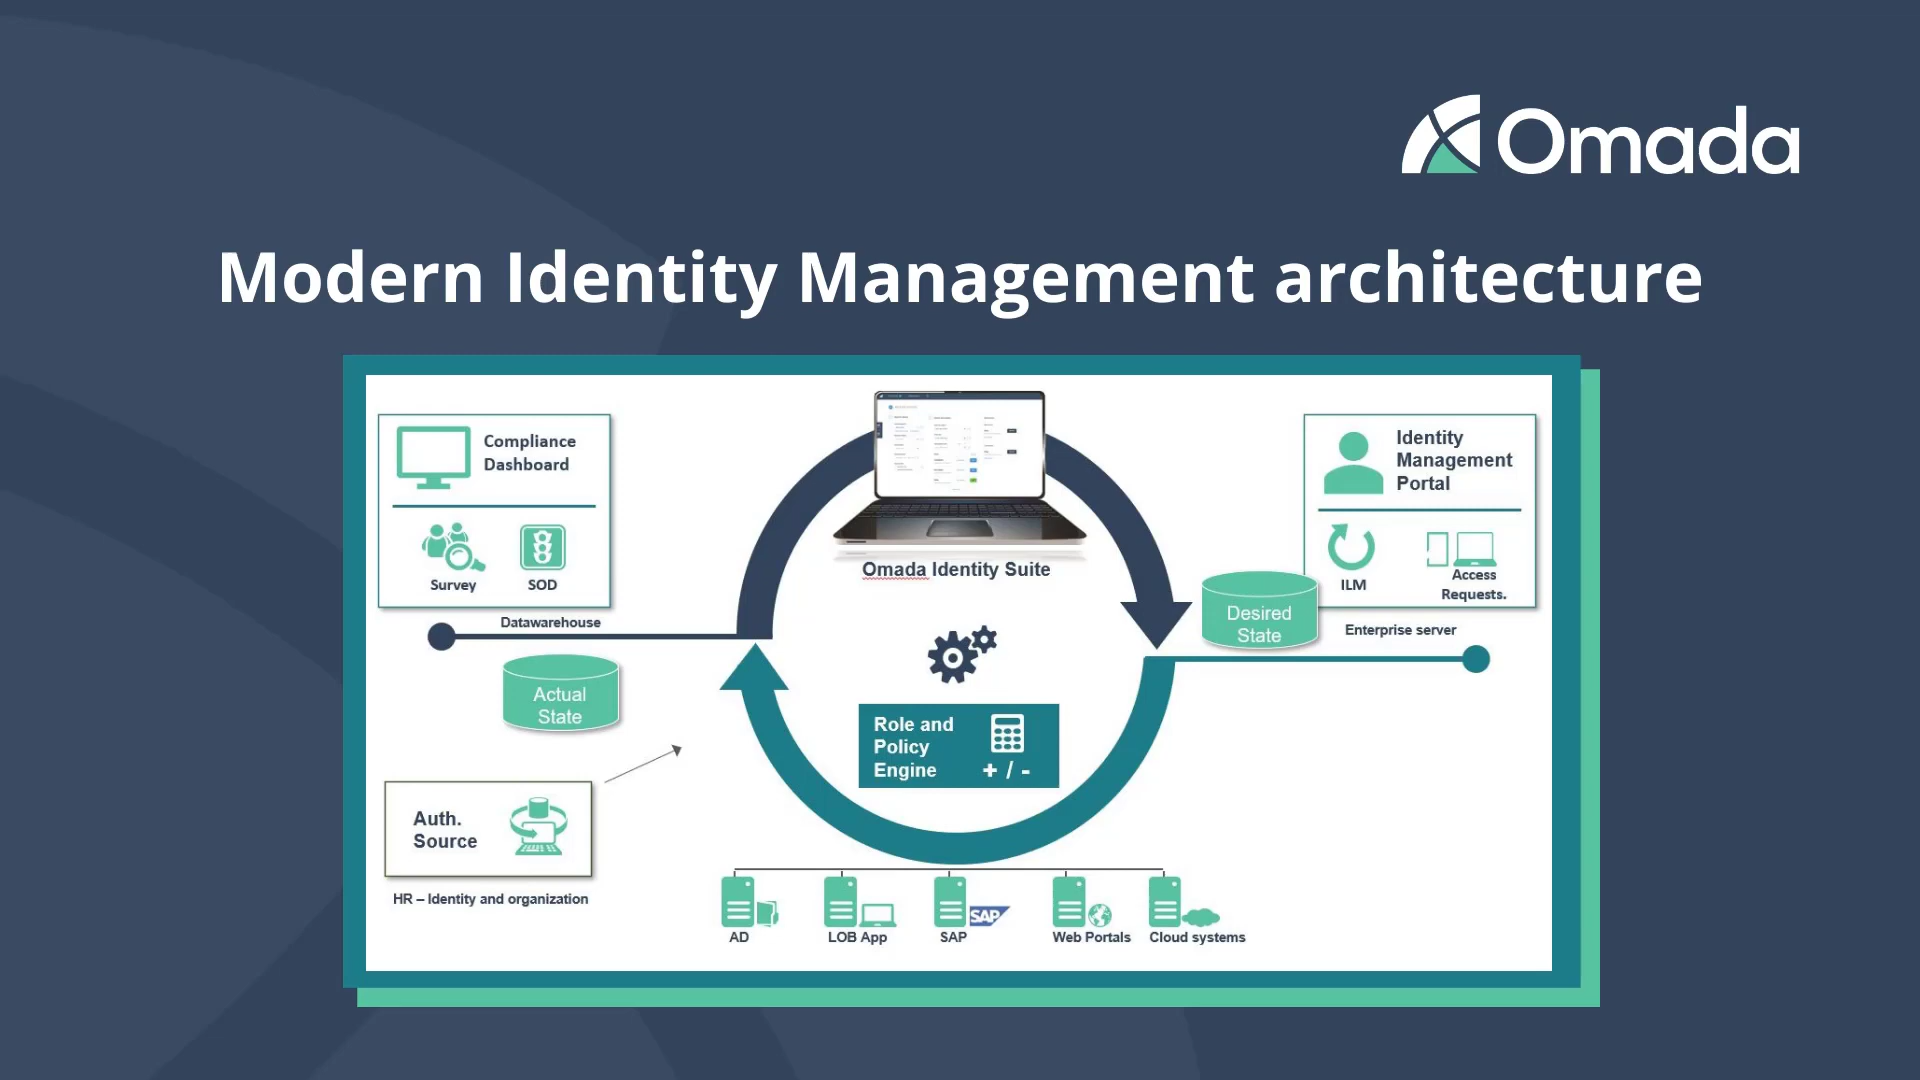 Omada
Modern Identity Management architecture
Compliance
Dashboard
Survey
SOD
Datawarehouse
Actual
State
Auth.
Source
HR – Identity and organization
Omada Identity Suite
Role and
Policy
Engine
+ / -
Identity
Management
Portal
ILM
Access
Requests.
Desired
State
Enterprise server
AD
LOB App
SAP
SAP
Web Portals
Cloud systems